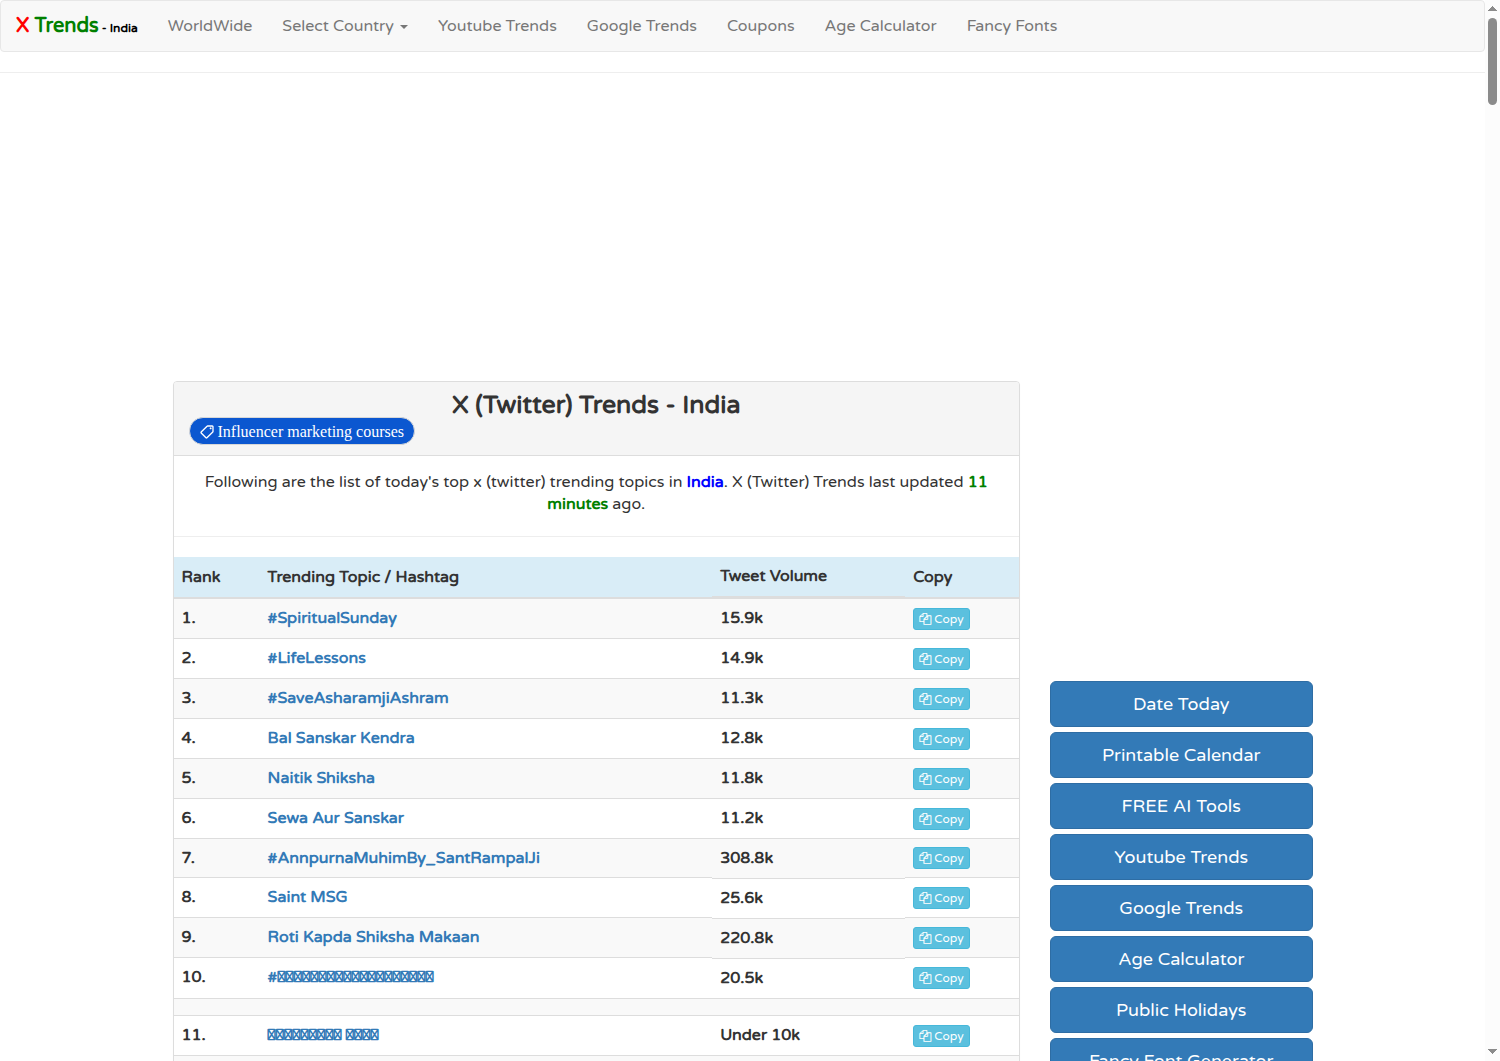 X Trends - India
WorldWide
Select Country
Youtube Trends
Google Trends
Coupons
Age Calculator
Fancy Fonts
X (Twitter) Trends - India
Influencer marketing courses
Following are the list of today's top x (twitter) trending topics in India. X (Twitter) Trends last updated 11
minutes ago.
Rank Trending Topic / Hashtag Tweet Volume Copy
1. #SpiritualSunday 15.9k Copy
2. #LifeLessons 14.9k Copy
3. #SaveAsharamjiAshram 11.3k Copy
4. Bal Sanskar Kendra 12.8k Copy
5. Naitik Shiksha 11.8k Copy
6. Sewa Aur Sanskar 11.2k Copy
7. #AnnpurnaMuhimBy_SantRampalJi 308.8k Copy
8. Saint MSG 25.6k Copy
9. Roti Kapda Shiksha Makaan 220.8k Copy
10. # 20.5k Copy
11. Under 10k Copy
Date Today
Printable Calendar
FREE AI Tools
Youtube Trends
Google Trends
Age Calculator
Public Holidays
Fancy Font Generator